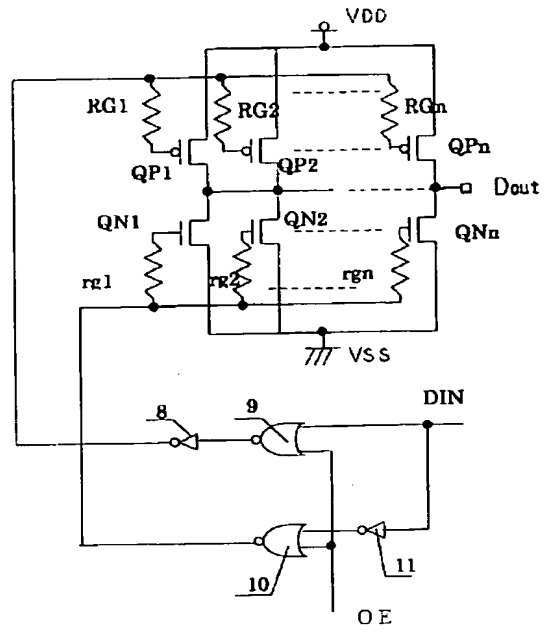 VDD
RG1
RG2
RGn
QP1
QP2
QPn
Dout
QN1
QN2
QNn
rg1
rg2
rgn
VSS
8
9
DIN
10
11
OE